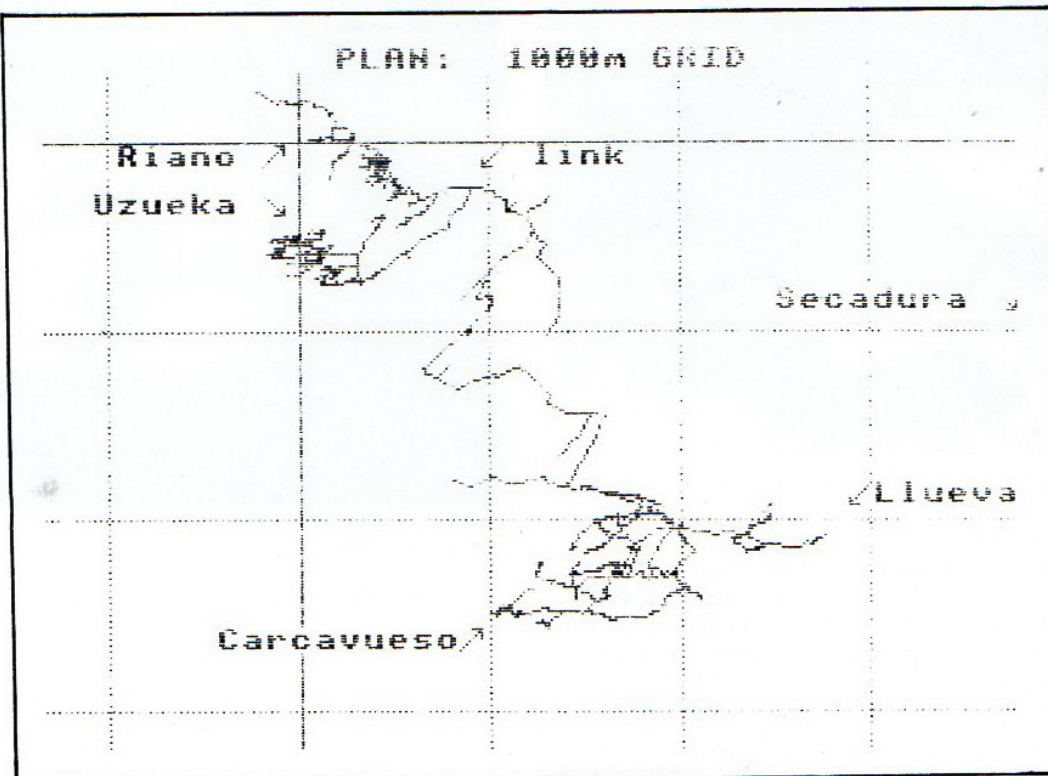 PLAN: 1000m GRID
Riano
link
Uzueka
Secadura
Llueva
Carcavueso